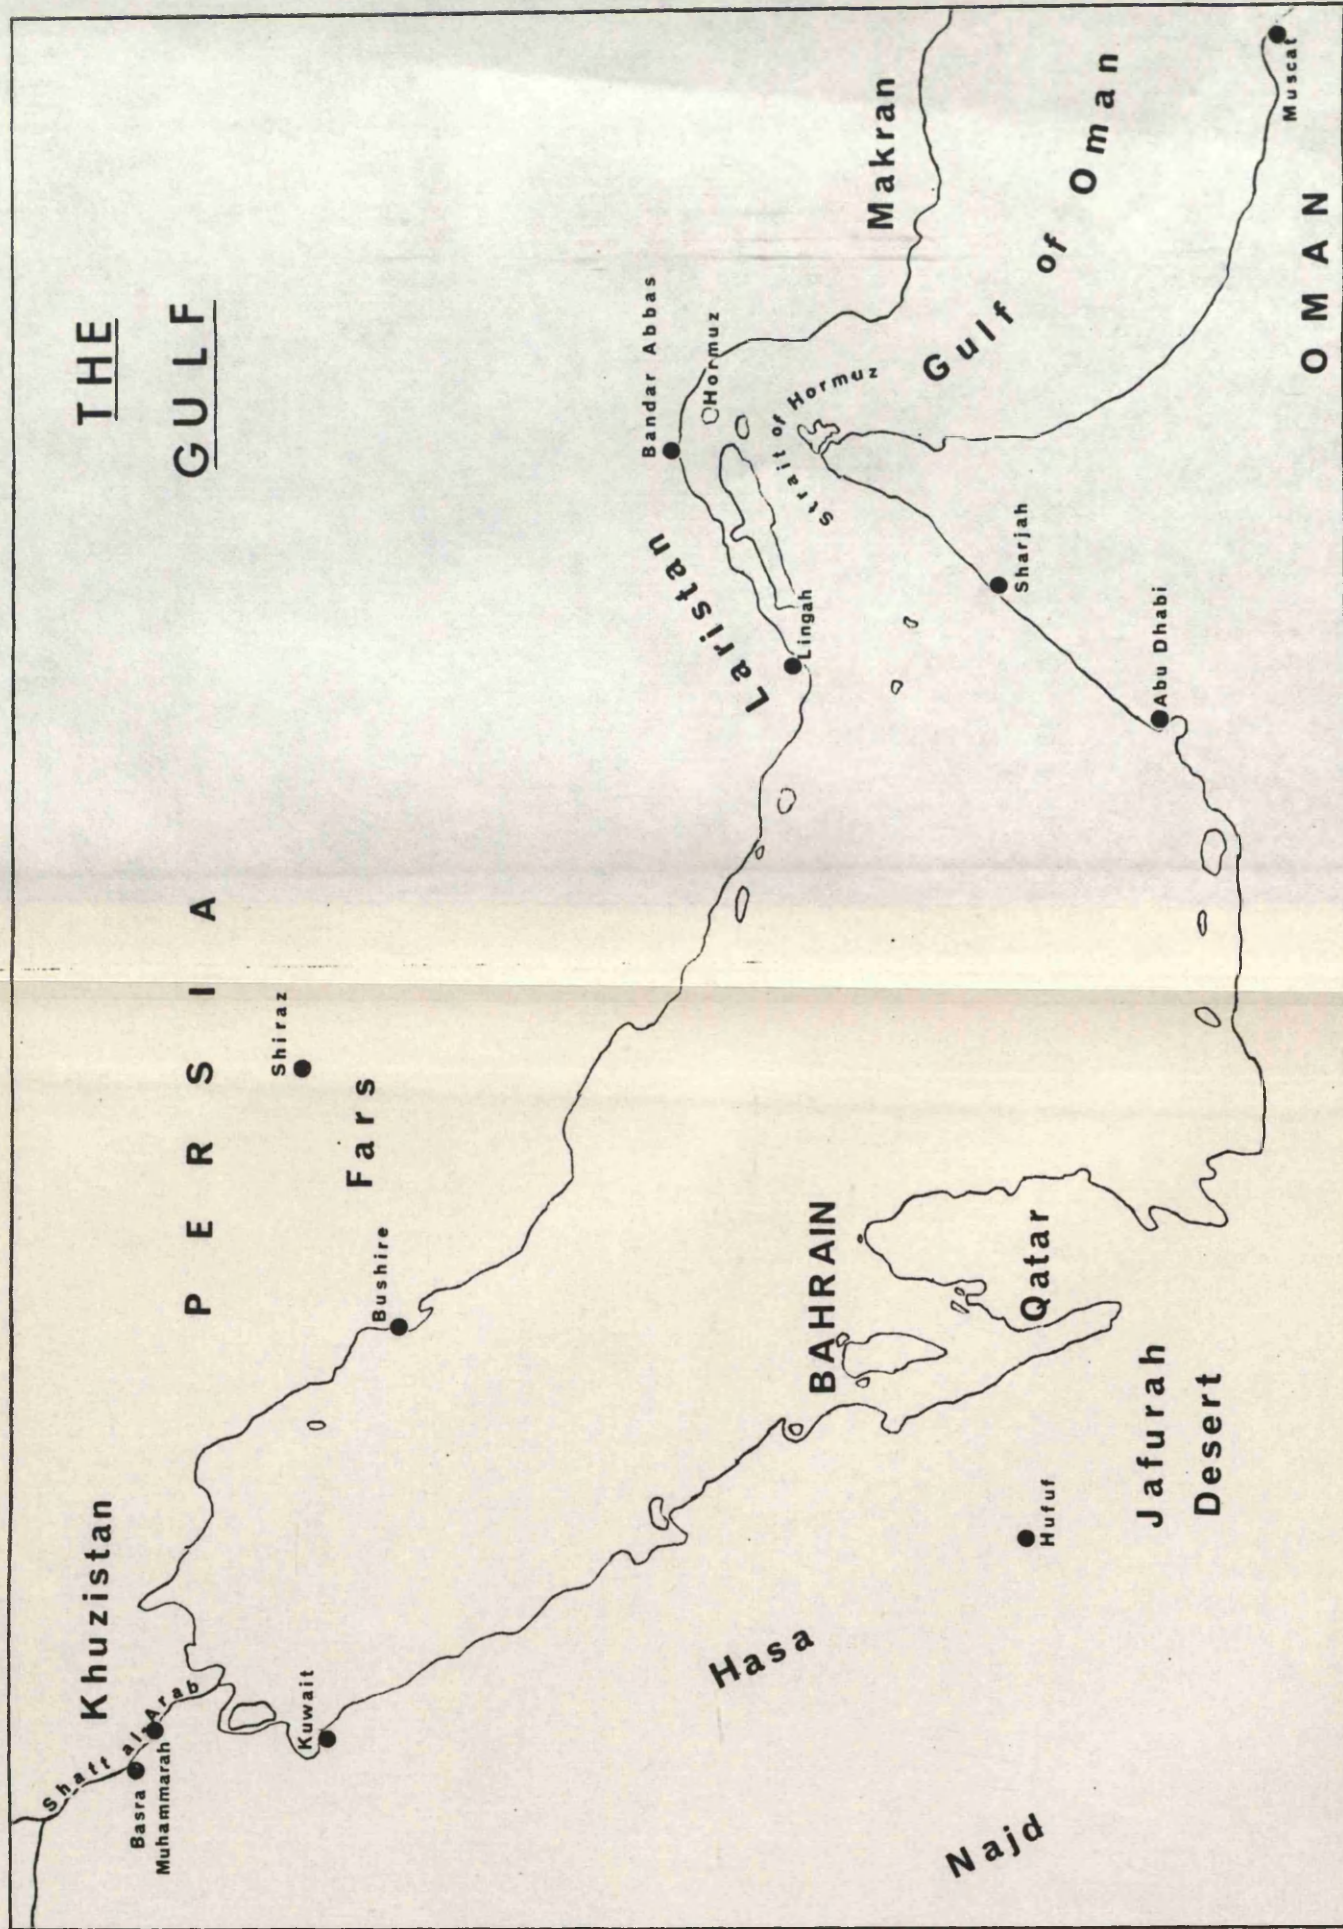 THE
GULF
Khuzistan
Shatt al-Arab
Basra
Muhammarah
PERSIA
Shiraz
Kuwait
Fars
Bushire
Bandar Abbas
Hormuz
Laristan
Lingah
Strait of Hormuz
Makran
Hasa
BAHRAIN
Gulf of Oman
Sharjah
Qatar
Hufuf
Najd
Abu Dhabi
Jafurah
Desert
Muscat
OMAN